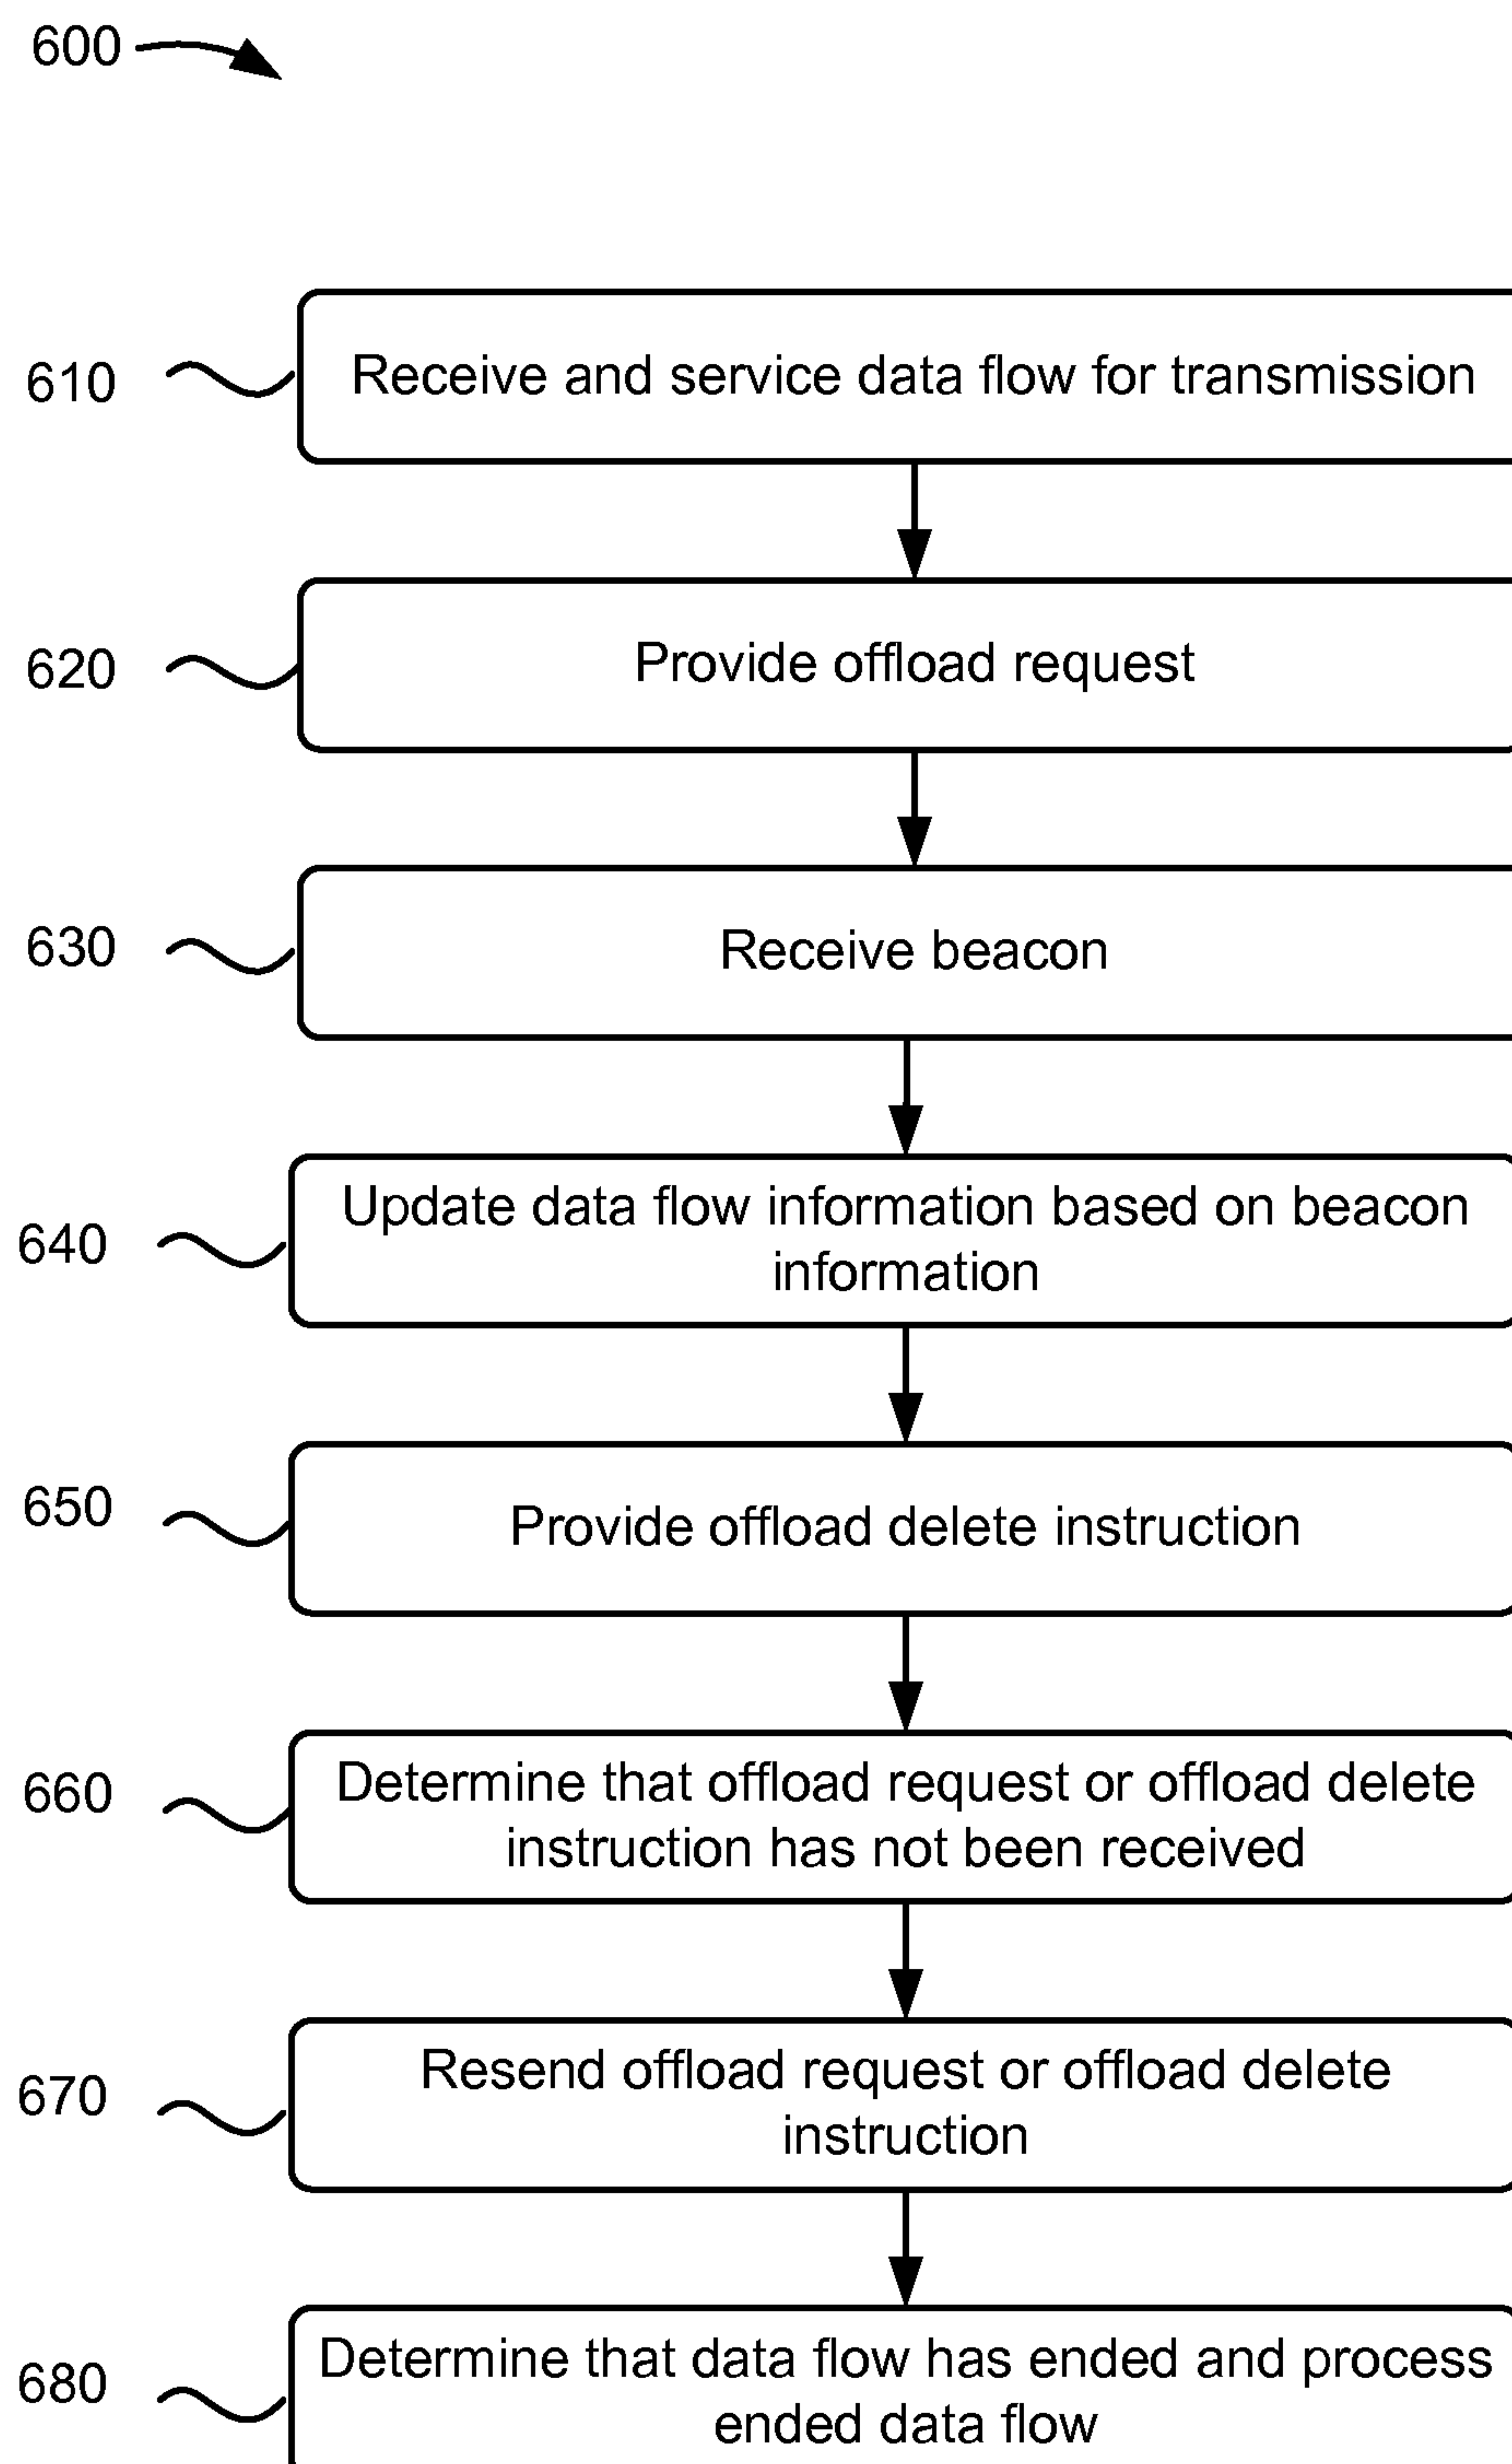 600
610
Receive and service data flow for transmission
620
Provide offload request
630
Receive beacon
640
Update data flow information based on beacon
information
650
Provide offload delete instruction
660
Determine that offload request or offload delete
instruction has not been received
670
Resend offload request or offload delete
instruction
680
Determine that data flow has ended and process
ended data flow